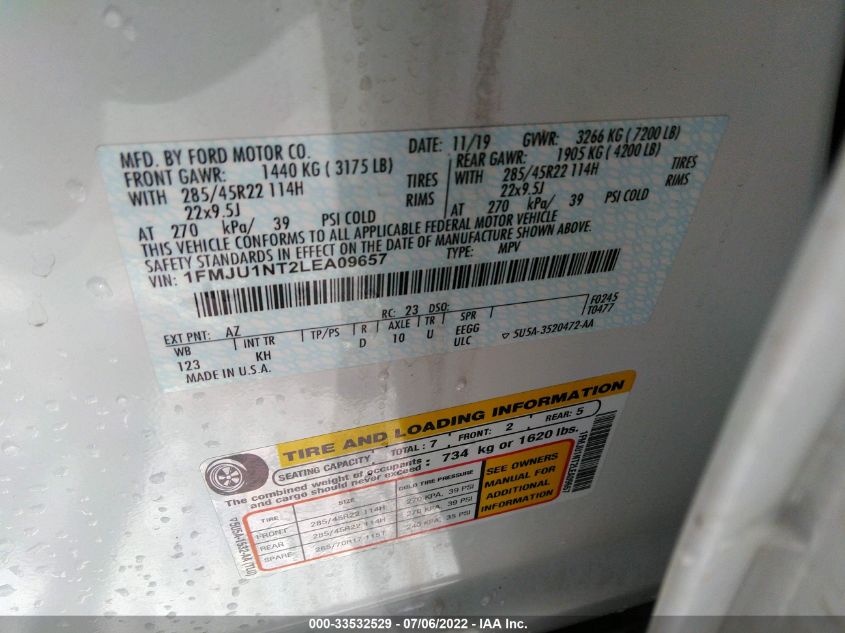 MFD. BY FORD MOTOR CO.
DATE: 11/19 GVWR: 3266 KG ( 7200 LB)
FRONT GAWR: 1440 KG ( 3175 LB) REAR GAWR: 1905 KG ( 4200 LB)
WITH 285/45R22 114H TIRES WITH 285/45R22 114H TIRES
22x9.5J RIMS 22x9.5J RIMS
AT 270 kPa/ 39 PSI COLD AT 270 kPa/ 39 PSI COLD
THIS VEHICLE CONFORMS TO ALL APPLICABLE FEDERAL MOTOR VEHICLE
SAFETY STANDARDS IN EFFECT ON THE DATE OF MANUFACTURE SHOWN ABOVE.
VIN: 1FMJU1NT2LEA09657 TYPE: MPV
F0245
T0477
EXT PNT: AZ RC: 23 DSO:
WB INT TR TP/PS R AXLE TR SPR
123 KH D 10 U EEGG
ULC
5U5A-3520472-AA
MADE IN U.S.A.
TIRE AND LOADING INFORMATION
SEATING CAPACITY TOTAL: 7 FRONT: 2 REAR: 5
The combined weight of occupants
and cargo should never exceed : 734 kg or 1620 lbs.
TIRE SIZE COLD TIRE PRESSURE
FRONT 285/45R22 114H 270 KPA, 39 PSI
REAR 285/45R22 114H 270 KPA, 39 PSI
SPARE 265/70R17 115T 240 KPA, 35 PSI
SEE OWNERS
MANUAL FOR
ADDITIONAL
INFORMATION
000-33532529 - 07/06/2022 - IAA Inc.